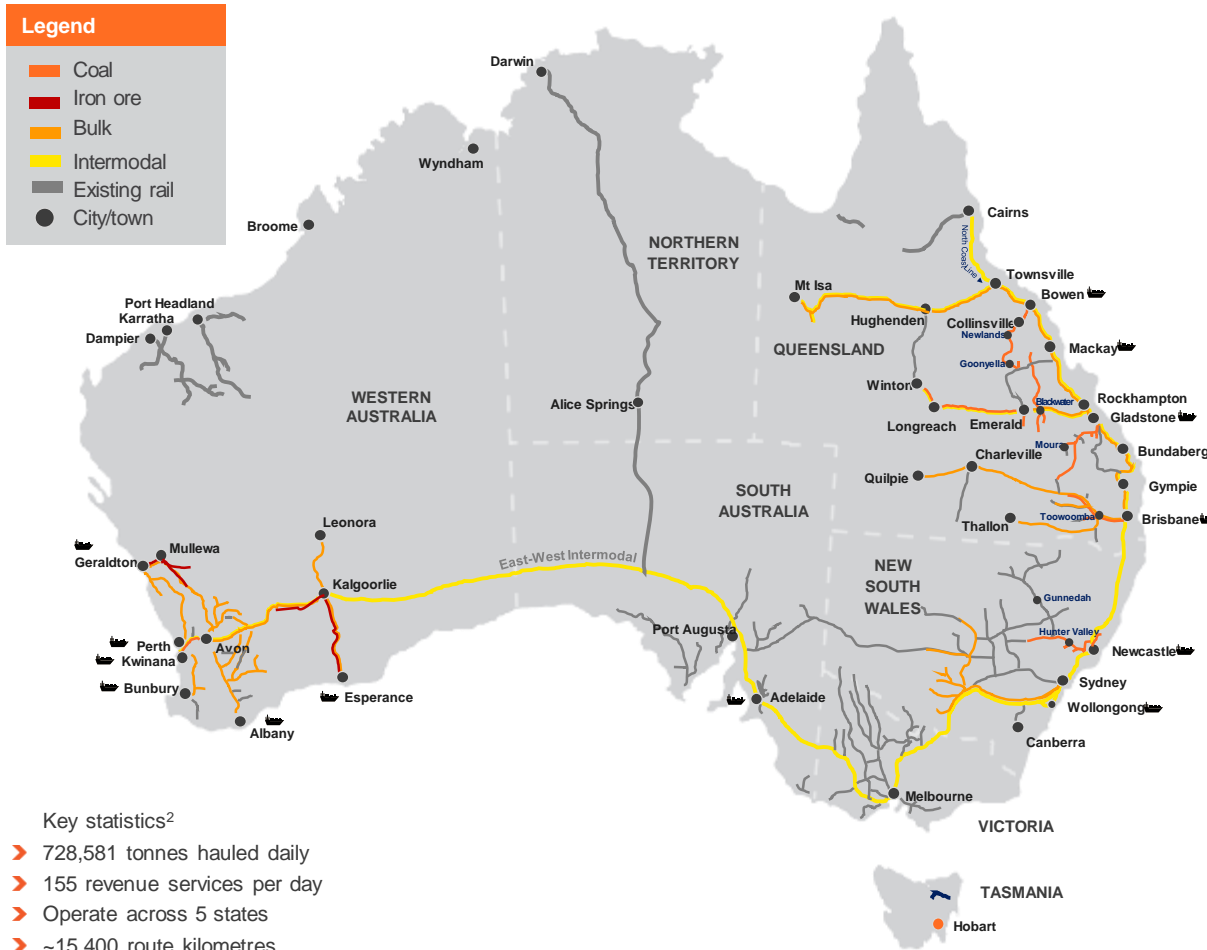 Legend
Coal
Iron ore
Bulk
Intermodal
Existing rail
City/town
Darwin
Wyndham
Broome
Port Headland
Karratha
Dampier
NORTHERN
TERRITORY
Cairns
North Coast Line
Townsville
Mt Isa
Bowen
Hughenden
Collinsville
Newlands
Mackay
QUEENSLAND
Goonyella
WESTERN
AUSTRALIA
Alice Springs
Winton
Longreach
Emerald
Blackwater
Rockhampton
Gladstone
Moura
Bundaberg
Charleville
Quilpie
Gympie
SOUTH
AUSTRALIA
Thallon
Toowoomba
Brisbane
Leonora
Mullewa
Geraldton
Kalgoorlie
East-West Intermodal
NEW
SOUTH
WALES
Gunnedah
Hunter Valley
Newcastle
Port Augusta
Perth
Avon
Kwinana
Bunbury
Esperance
Albany
Adelaide
Sydney
Wollongong
Canberra
Melbourne
VICTORIA
TASMANIA
Hobart
Key statistics2
728,581 tonnes hauled daily
155 revenue services per day
Operate across 5 states
~15,400 route kilometres